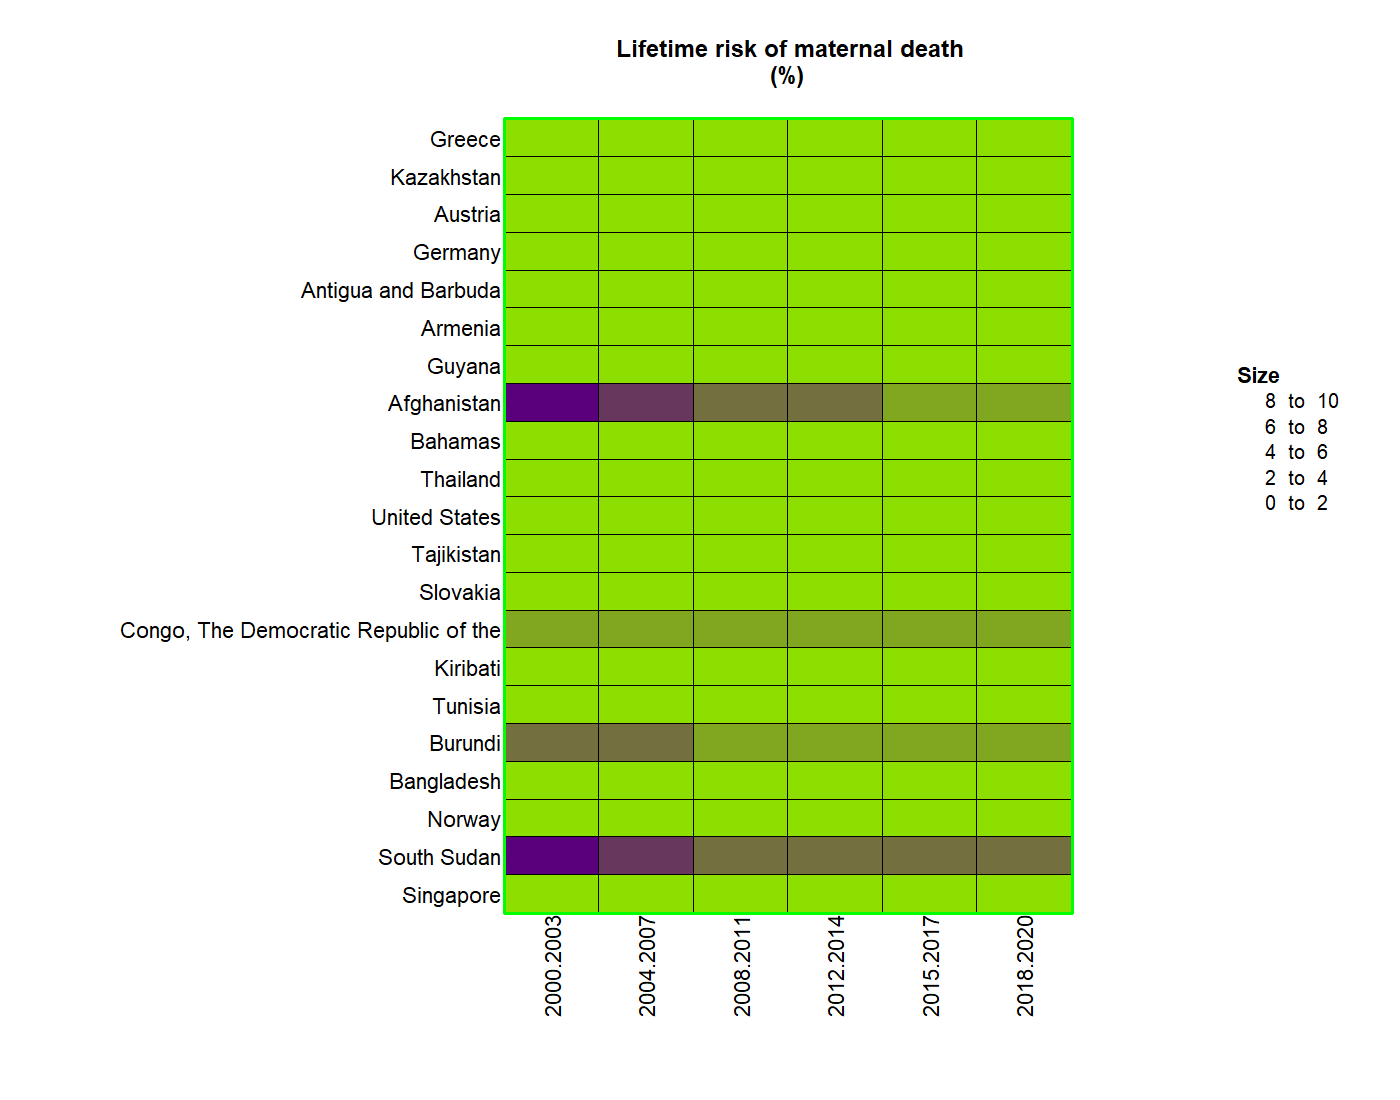 Lifetime risk of maternal death
(%)
Greece
Kazakhstan
Austria
Germany
Antigua and Barbuda
Armenia
Guyana
Afghanistan
Bahamas
Thailand
United States
Tajikistan
Slovakia
Congo, The Democratic Republic of the
Kiribati
Tunisia
Burundi
Bangladesh
Norway
South Sudan
Singapore
2000.2003
2004.2007
2008.2011
2012.2014
2015.2017
2018.2020
Size
8 to 10
6 to 8
4 to 6
2 to 4
0 to 2